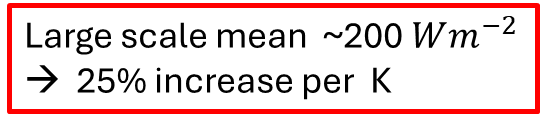 Large scale mean ~200 𝑊𝑚⁻²
→ 25% increase per K